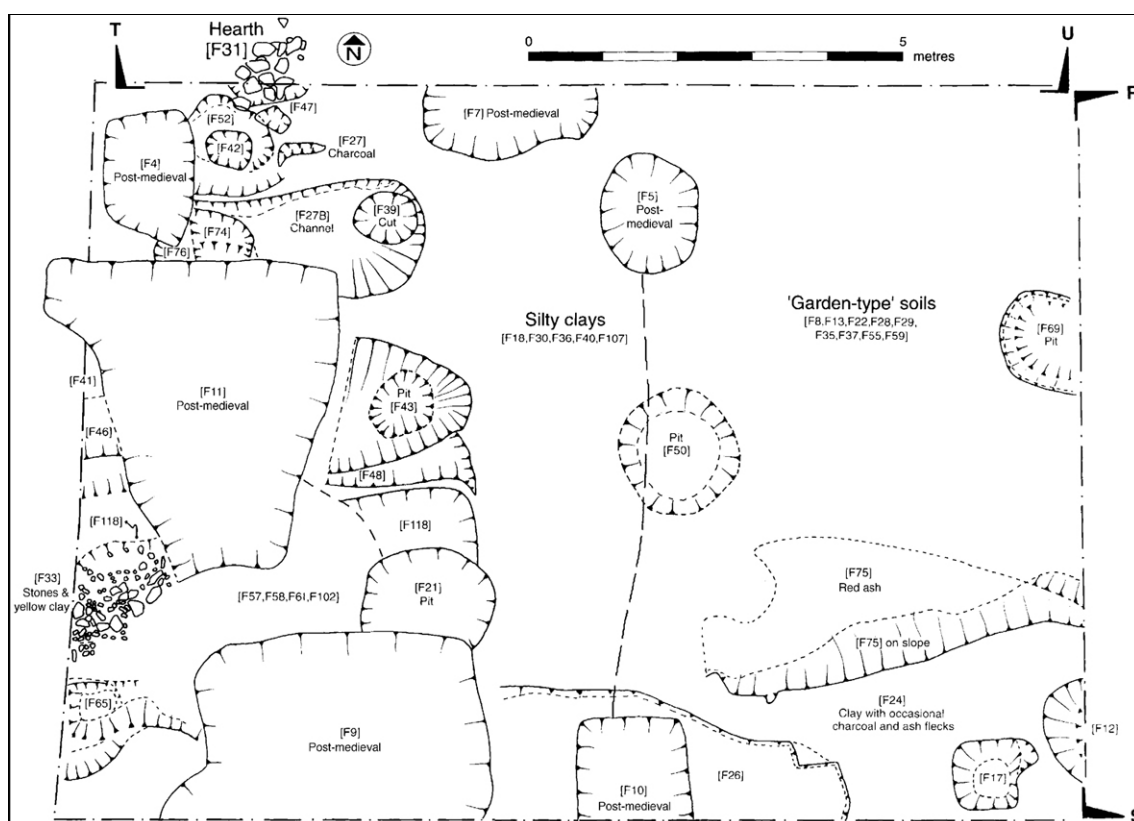 T
Hearth
[F31]
N
0
5
metres
U
R
[F47]
[F52]
[F42]
[F27]
Charcoal
[F7] Post-medieval
[F4]
Post-medieval
[F5]
Post-
medieval
[F39]
Cut
[F27B]
Channel
[F74]
[F76]
Silty clays
[F18,F30,F36,F40,F107]
'Garden-type' soils
[F8,F13,F22,F28,F29,
F35,F37,F55,F59]
[F69]
Pit
[F41]
[F11]
Post-medieval
Pit
[F43]
[F46]
Pit
[F50]
[F48]
[F118]
[F118]
[F33]
Stones &
yellow clay
[F57,F58,F61,F102}
[F21]
Pit
[F75]
Red ash
[F75] on slope
[F65]
[F24]
Clay with occasional
charcoal and ash flecks
[F12]
[F9]
Post-medieval
[F26]
[F17]
[F10]
Post-medieval
S